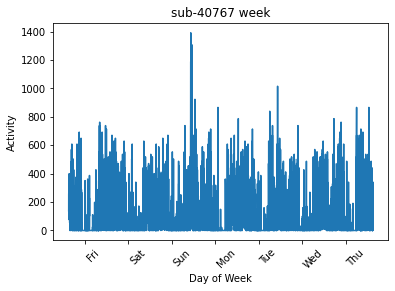 sub-40767 week
1400
1200
1000
800
600
400
200
0
Activity
Fri
Sat
Sun
Mon
Tue
Wed
Thu
Day of Week